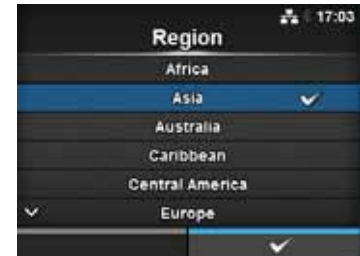 17:03
Region
Africa
Asia
Australia
Caribbean
Central America
Europe